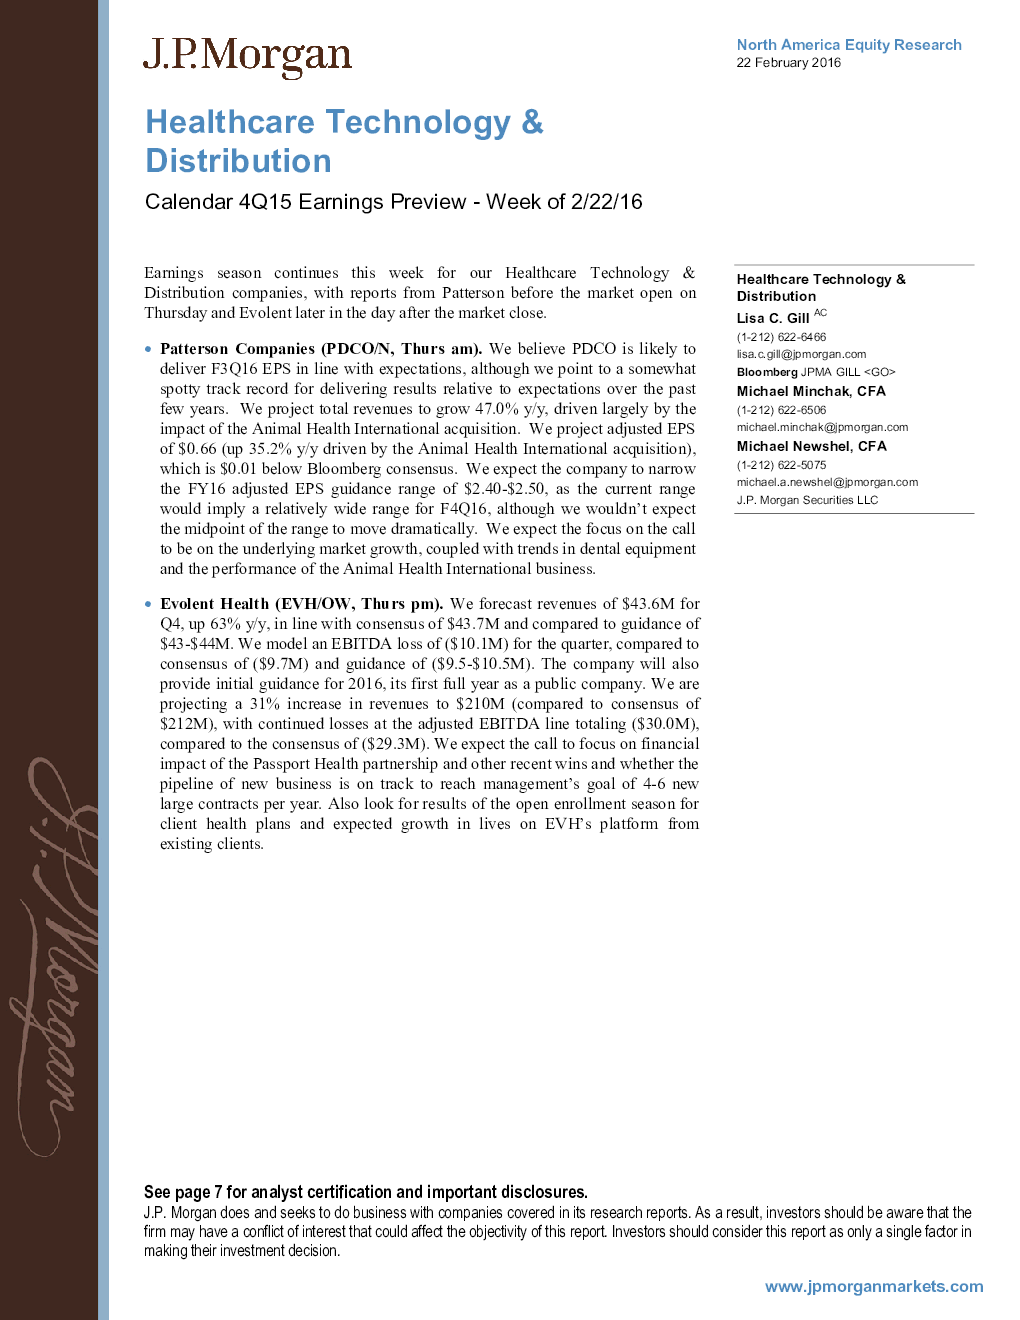 J.P.Morgan
North America Equity Research
22 February 2016
Healthcare Technology &
Distribution
Calendar 4Q15 Earnings Preview - Week of 2/22/16
Earnings season continues this week for our Healthcare Technology &
Distribution companies, with reports from Patterson before the market open on
Thursday and Evolent later in the day after the market close.
• Patterson Companies (PDCO/N, Thurs am). We believe PDCO is likely to
deliver F3Q16 EPS in line with expectations, although we point to a somewhat
spotty track record for delivering results relative to expectations over the past
few years. We project total revenues to grow 47.0% y/y, driven largely by the
impact of the Animal Health International acquisition. We project adjusted EPS
of $0.66 (up 35.2% y/y driven by the Animal Health International acquisition),
which is $0.01 below Bloomberg consensus. We expect the company to narrow
the FY16 adjusted EPS guidance range of $2.40-$2.50, as the current range
would imply a relatively wide range for F4Q16, although we wouldn't expect
the midpoint of the range to move dramatically. We expect the focus on the call
to be on the underlying market growth, coupled with trends in dental equipment
and the performance of the Animal Health International business.
• Evolent Health (EVH/OW, Thurs pm). We forecast revenues of $43.6M for
Q4, up 63% y/y, in line with consensus of $43.7M and compared to guidance of
$43-$44M. We model an EBITDA loss of ($10.1M) for the quarter, compared to
consensus of ($9.7M) and guidance of ($9.5-$10.5M). The company will also
provide initial guidance for 2016, its first full year as a public company. We are
projecting a 31% increase in revenues to $210M (compared to consensus of
$212M), with continued losses at the adjusted EBITDA line totaling ($30.0M),
compared to the consensus of ($29.3M). We expect the call to focus on financial
impact of the Passport Health partnership and other recent wins and whether the
pipeline of new business is on track to reach management's goal of 4-6 new
large contracts per year. Also look for results of the open enrollment season for
client health plans and expected growth in lives on EVH's platform from
existing clients.
Healthcare Technology &
Distribution
Lisa C. Gill AC
(1-212) 622-6466
lisa.c.gill@jpmorgan.com
Bloomberg JPMA GILL <GO>
Michael Minchak, CFA
(1-212) 622-6506
michael.minchak@jpmorgan.com
Michael Newshel, CFA
(1-212) 622-5075
michael.a.newshel@jpmorgan.com
J.P. Morgan Securities LLC
J.P.Morgan
See page 7 for analyst certification and important disclosures.
J.P. Morgan does and seeks to do business with companies covered in its research reports. As a result, investors should be aware that the
firm may have a conflict of interest that could affect the objectivity of this report. Investors should consider this report as only a single factor in
making their investment decision.
www.jpmorganmarkets.com